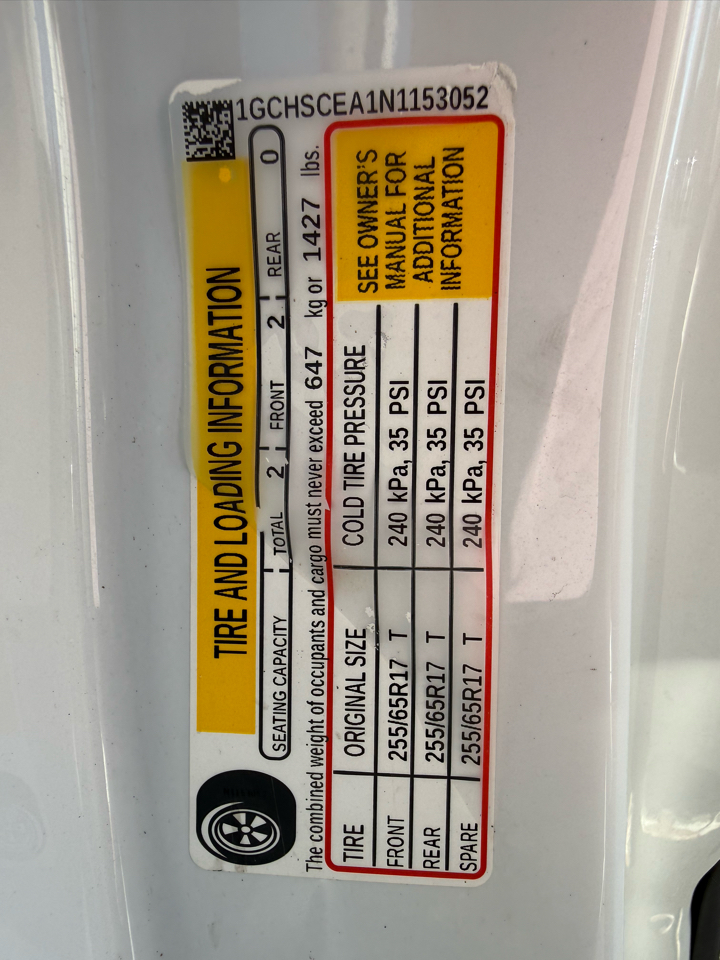 1GCHSCEA1N1153052
TIRE AND LOADING INFORMATION
SEATING CAPACITY TOTAL 2 FRONT 2 REAR 0
The combined weight of occupants and cargo must never exceed 647 kg or 1427 lbs.
TIRE ORIGINAL SIZE COLD TIRE PRESSURE
FRONT 255/65R17 T 240 kPa, 35 PSI
REAR 255/65R17 T 240 kPa, 35 PSI
SPARE 255/65R17 T 240 kPa, 35 PSI
SEE OWNER'S
MANUAL FOR
ADDITIONAL
INFORMATION